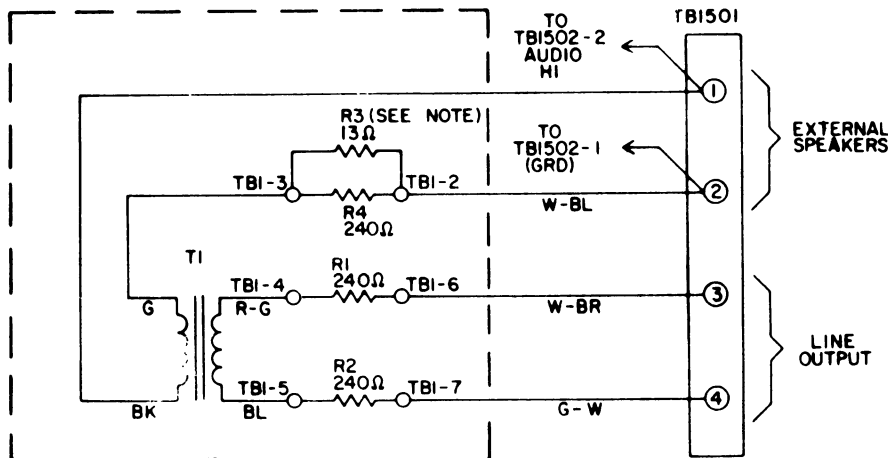 TO
TB1502-2
AUDIO
HI
TB1501
1
R3 (SEE NOTE)
13Ω
TO
TB1502-1
(GRD)
EXTERNAL
SPEAKERS
TB1-3
TB1-2
2
R4
240Ω
W-BL
T1
R1
240Ω
TB1-4
TB1-6
3
G
R-G
W-BR
LINE
OUTPUT
R2
240Ω
TB1-5
TB1-7
4
BK
BL
G-W